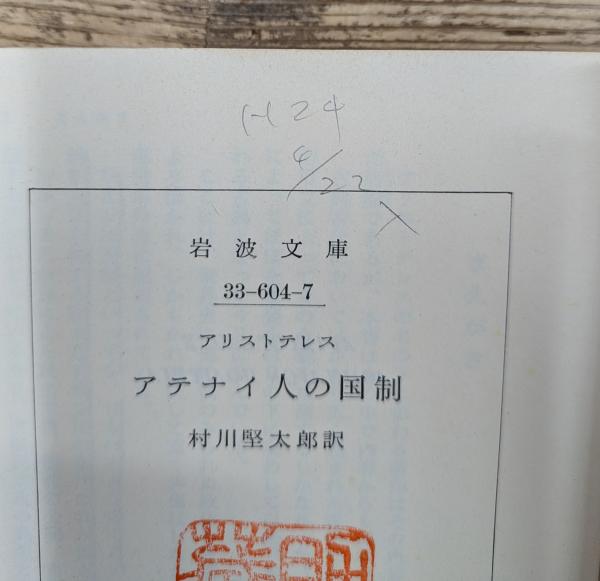 H24
4/22
入
岩波文庫
33-604-7
アリストテレス
アテナイ人の国制
村川堅太郎訳